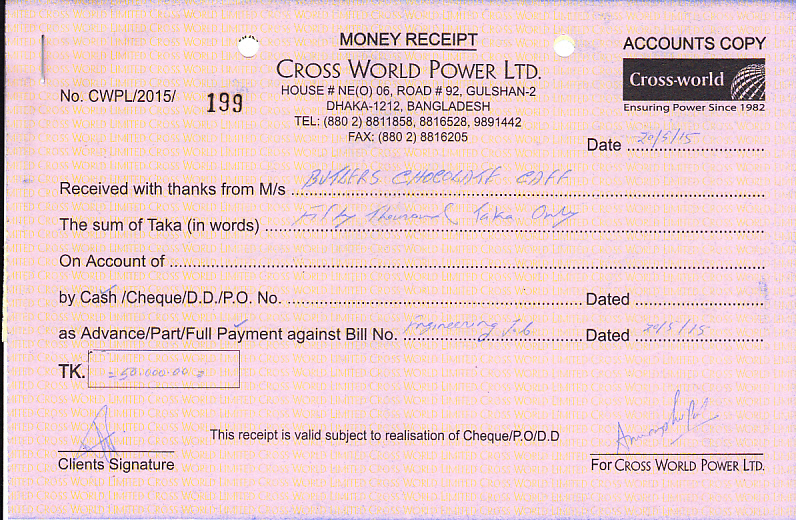 MONEY RECEIPT
ACCOUNTS COPY
CROSS WORLD POWER LTD.
Cross-world
Ensuring Power Since 1982
No. CWPL/2015/ 199
HOUSE # NE(O) 06, ROAD # 92, GULSHAN-2
DHAKA-1212, BANGLADESH
TEL: (880 2) 8811858, 8816528, 9891442
FAX: (880 2) 8816205
Date 20/5/15
Received with thanks from M/s BUTLERS CHOCOLATE CAFF
The sum of Taka (in words) Fifty Thousand Taka Only
On Account of
by Cash /Cheque/D.D./P.O. No. Dated
as Advance/Part/Full Payment against Bill No. Engineering Dated 20/5/15
TK. =50.000.00=
This receipt is valid subject to realisation of Cheque/P.O/D.D
Clients Signature
For CROSS WORLD POWER LTD.